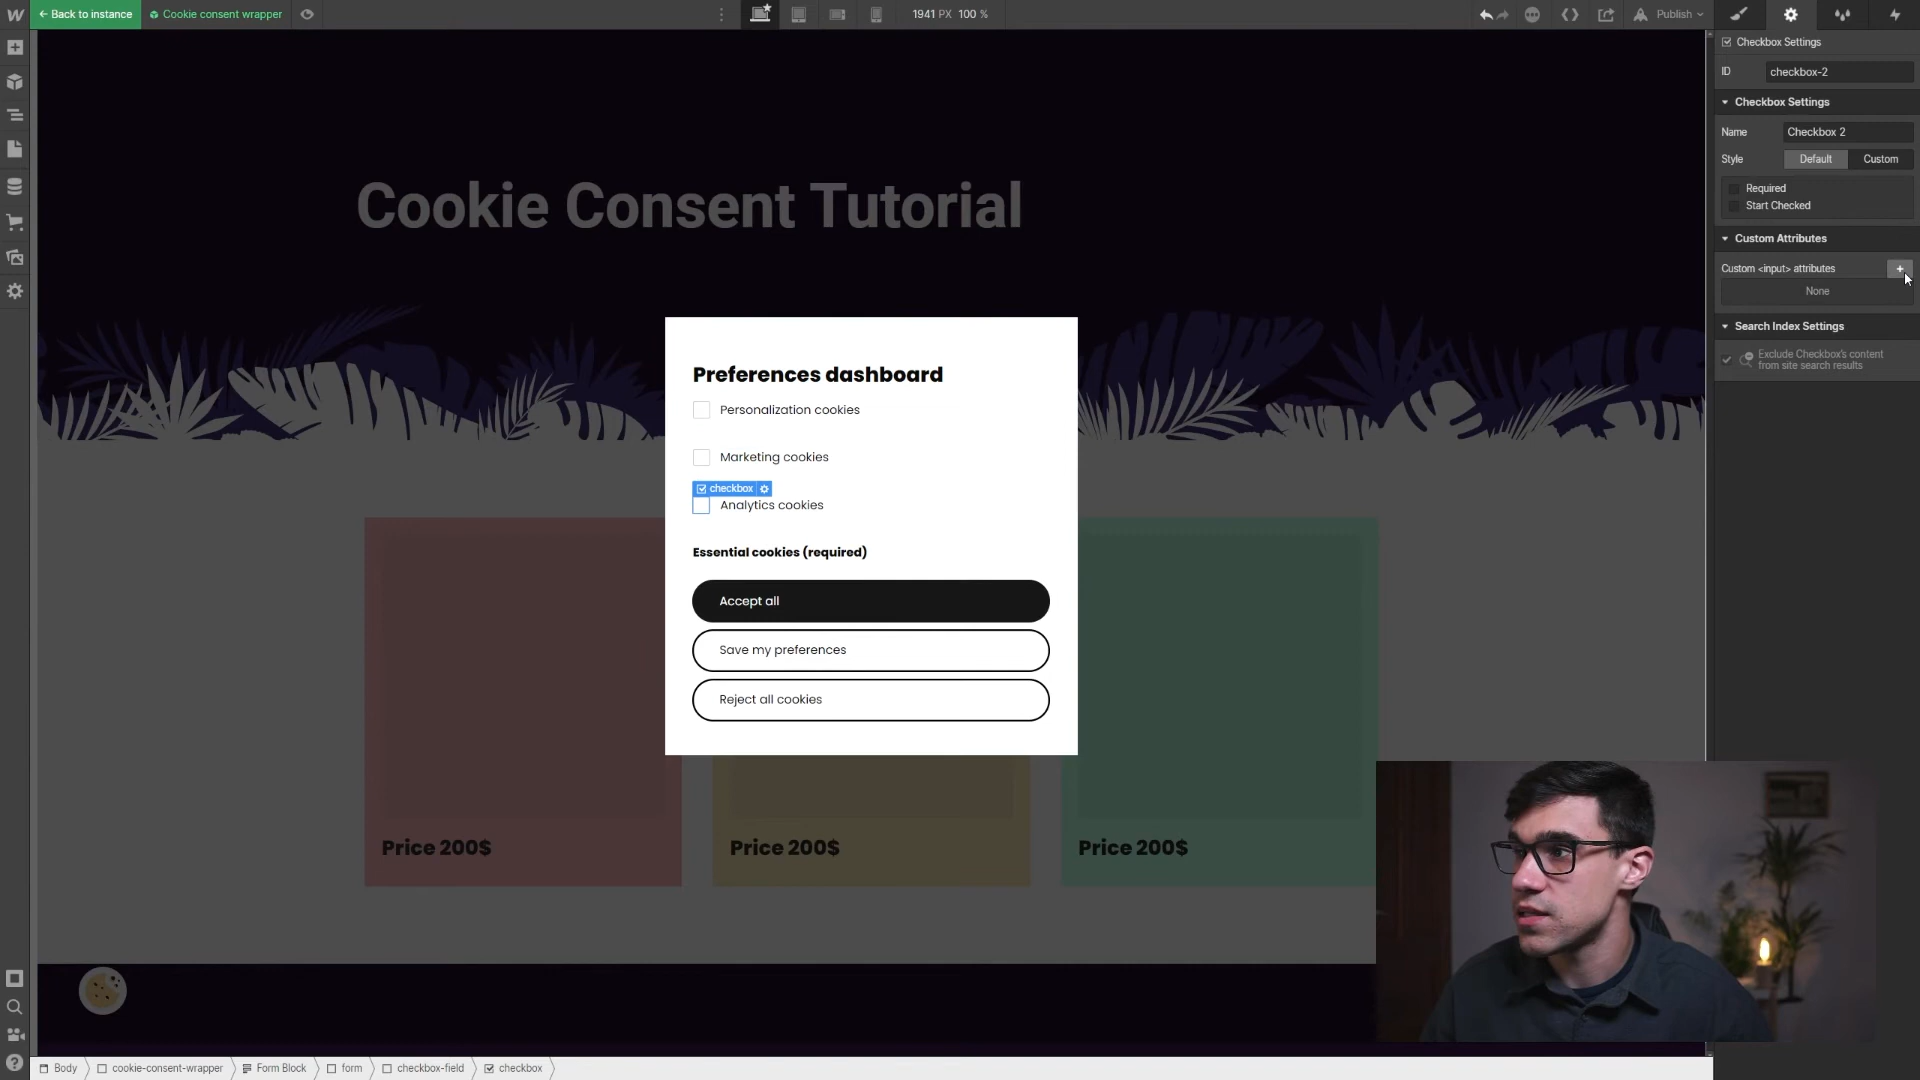 Back to instance
Cookie consent wrapper
1941 PX 100 %
Publish
Checkbox Settings
ID checkbox-2
Checkbox Settings
Name Checkbox 2
Style Default Custom
Required
Start Checked
Custom Attributes
Custom <input> attributes +
None
Search Index Settings
Exclude Checkbox's content
from site search results
Cookie Consent Tutorial
Preferences dashboard
Personalization cookies
Marketing cookies
checkbox
Analytics cookies
Essential cookies (required)
Accept all
Save my preferences
Reject all cookies
Price 200$
Price 200$
Price 200$
Body cookie-consent-wrapper Form Block form checkbox-field checkbox